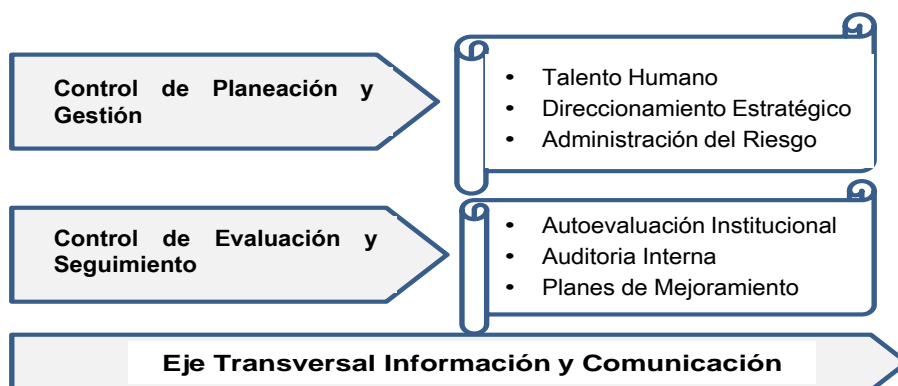 Control de Planeación y
Gestión
• Talento Humano
• Direccionamiento Estratégico
• Administración del Riesgo
Control de Evaluación y
Seguimiento
• Autoevaluación Institucional
• Auditoria Interna
• Planes de Mejoramiento
Eje Transversal Información y Comunicación